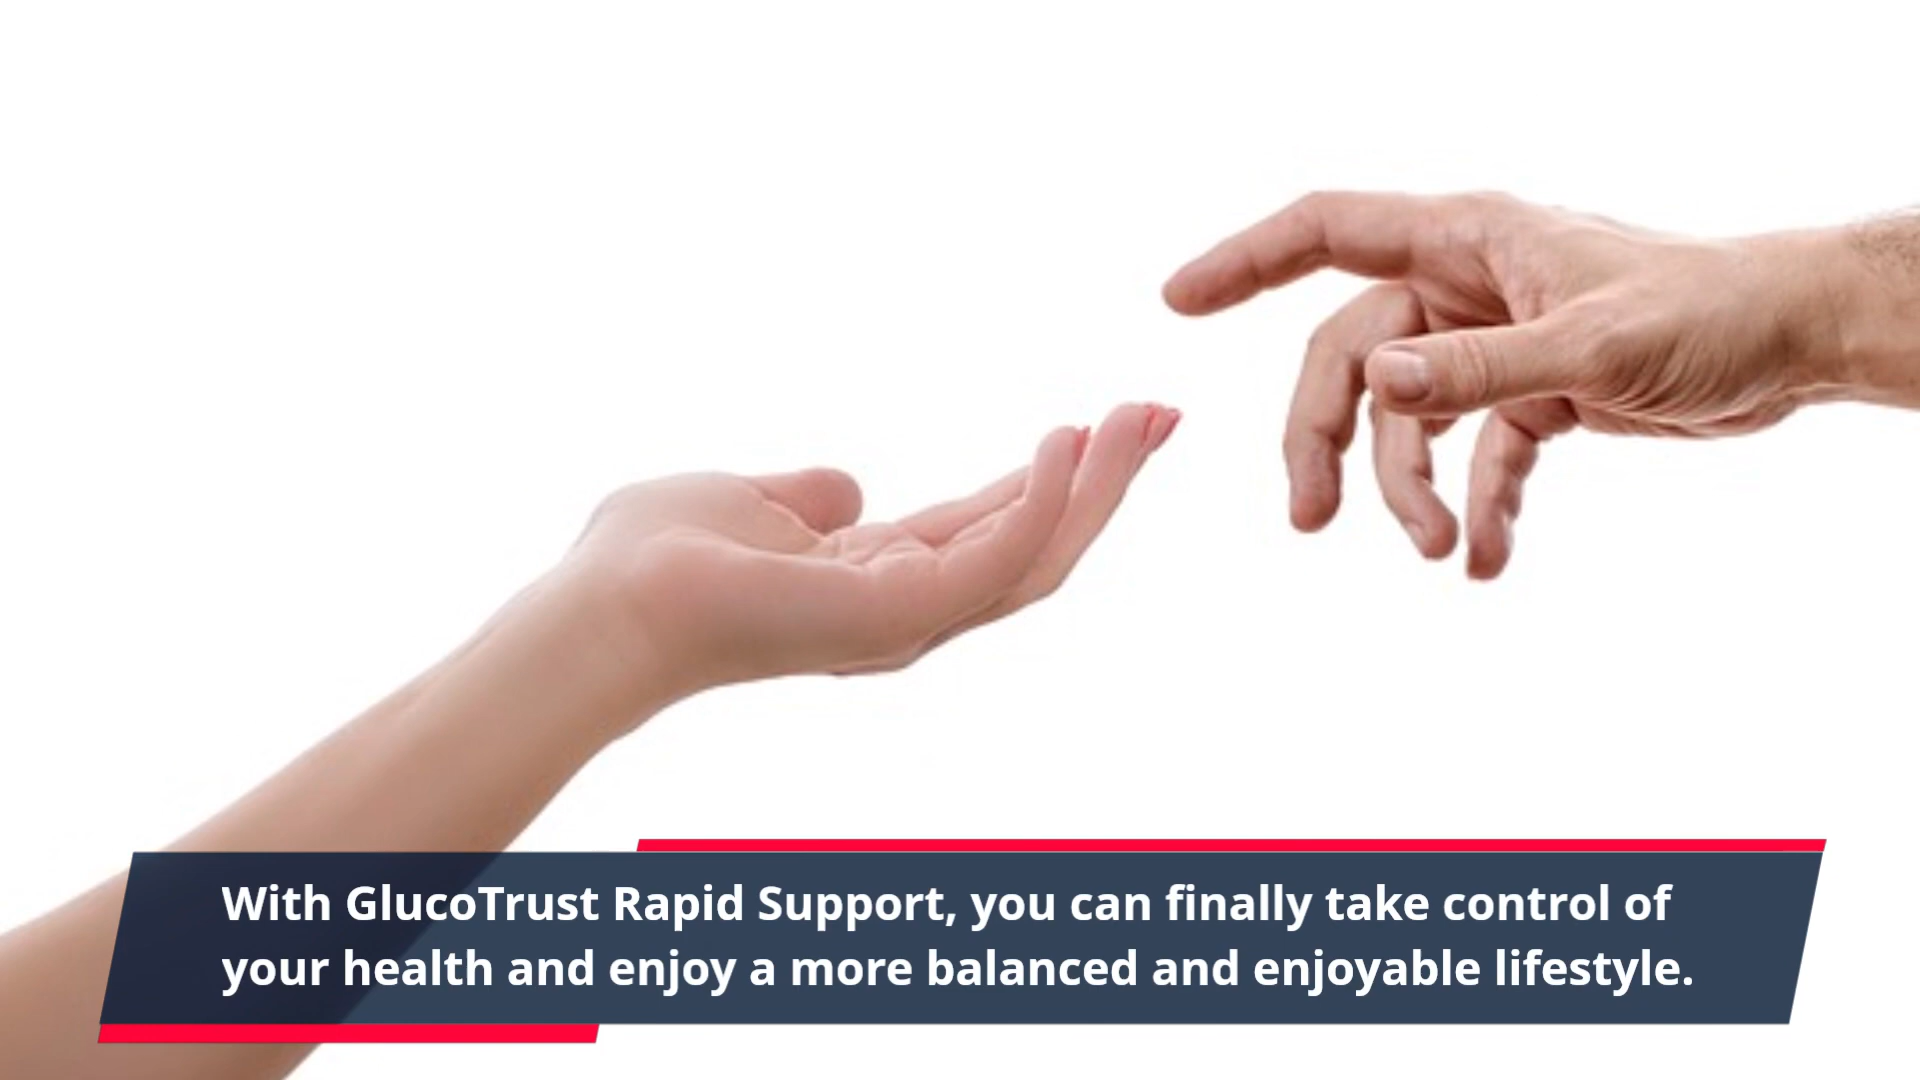 With GlucoTrust Rapid Support, you can finally take control of
your health and enjoy a more balanced and enjoyable lifestyle.